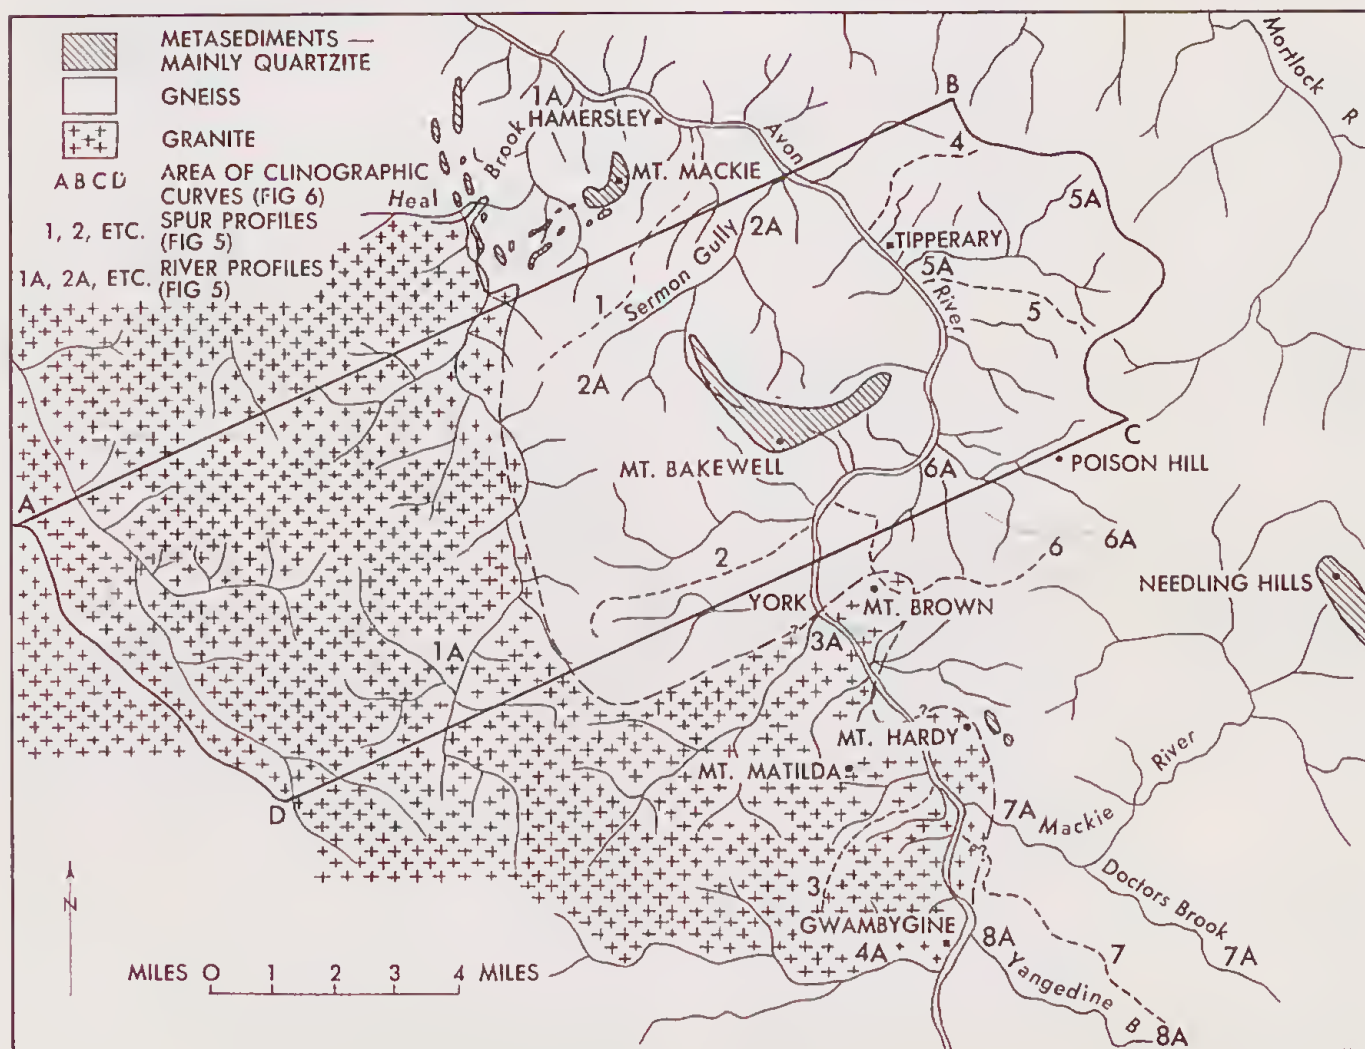 METASEDIMENTS —
MAINLY QUARTZITE
GNEISS
GRANITE
A B C D AREA OF CLINOGRAPHIC
CURVES (FIG 6)
1, 2, ETC. SPUR PROFILES
(FIG 5)
1A, 2A, ETC. RIVER PROFILES
(FIG 5)
Mortlock R
B
1A
HAMERSLEY
Avon
4
Heal Brook
MT. MACKIE
5A
2A
TIPPERARY
5A
River
1
Sermon Gully
5
2A
C
MT. BAKEWELL
6A
POISON HILL
A
2
6
6A
NEEDLING HILLS
YORK
MT. BROWN
?
3A
1A
?
MT. HARDY
MT. MATILDA
D
7A
Mackie River
?
3
Doctors Brook
N
GWAMBYGINE
4A
8A
7
7A
MILES 0 1 2 3 4 MILES
Yangedine B
8A